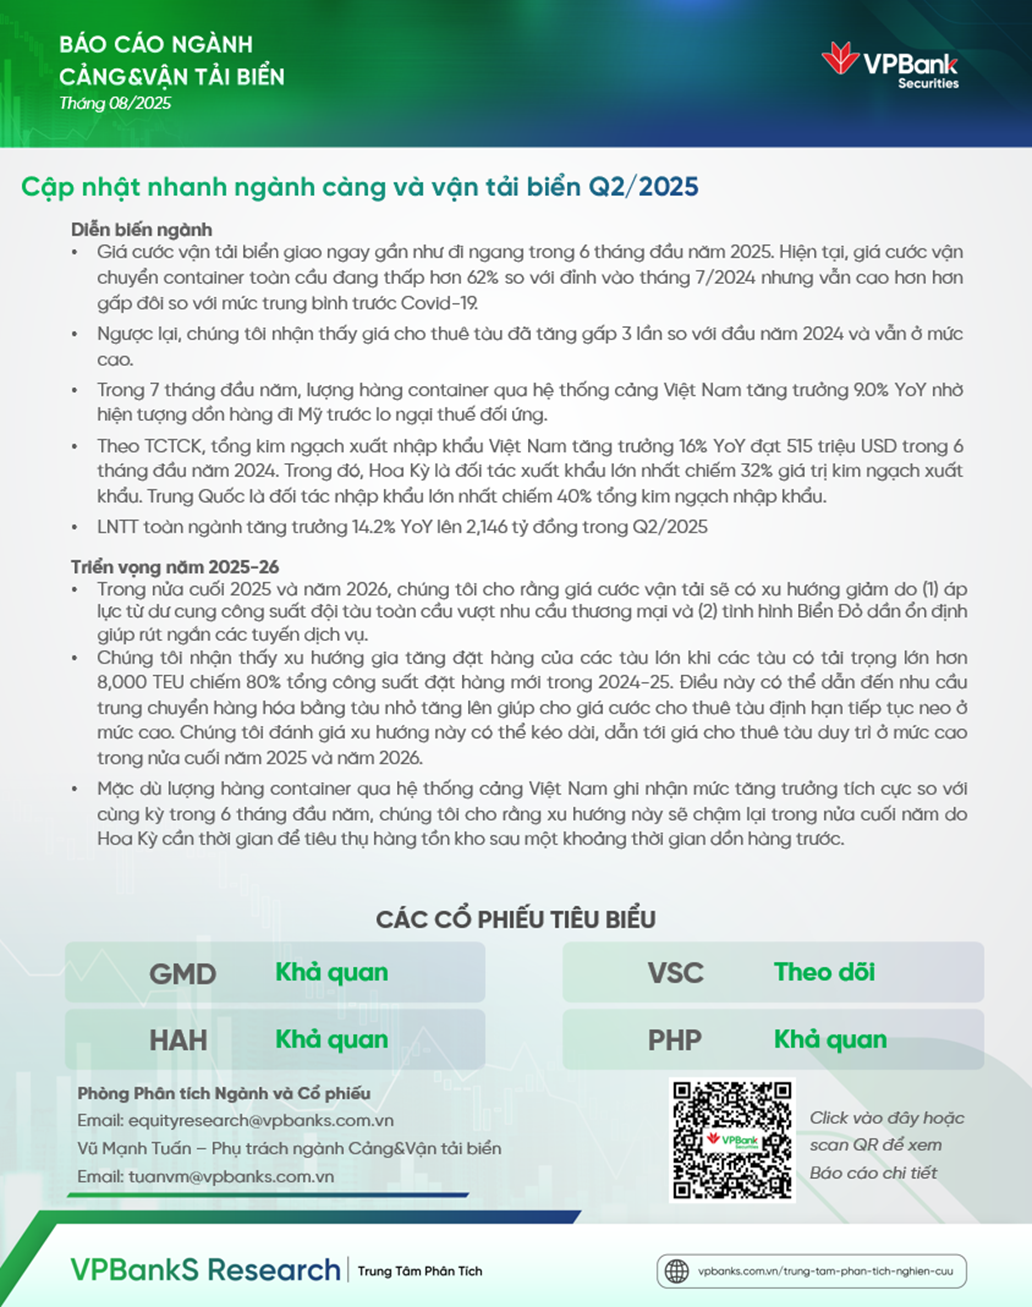 BÁO CÁO NGÀNH
CẢNG&VẬN TẢI BIỂN
Tháng 08/2025
VPBank
Securities
Cập nhật nhanh ngành càng và vận tải biển Q2/2025
Diễn biến ngành
• Giá cước vận tải biển giao ngay gần như đi ngang trong 6 tháng đầu năm 2025. Hiện tại, giá cước vận
chuyển container toàn cầu đang thấp hơn 62% so với đỉnh vào tháng 7/2024 nhưng vẫn cao hơn hơn
gấp đôi so với mức trung bình trước Covid-19.
• Ngược lại, chúng tôi nhận thấy giá cho thuê tàu đã tăng gấp 3 lần so với đầu năm 2024 và vẫn ở mức
cao.
• Trong 7 tháng đầu năm, lượng hàng container qua hệ thống cảng Việt Nam tăng trưởng 9.0% YoY nhờ
hiện tượng dồn hàng đi Mỹ trước lo ngại thuế đối ứng.
• Theo TCTCK, tổng kim ngạch xuất nhập khẩu Việt Nam tăng trưởng 16% YoY đạt 515 triệu USD trong 6
tháng đầu năm 2024. Trong đó, Hoa Kỳ là đối tác xuất khẩu lớn nhất chiếm 32% giá trị kim ngạch xuất
khẩu. Trung Quốc là đối tác nhập khẩu lớn nhất chiếm 40% tổng kim ngạch nhập khẩu.
• LNTT toàn ngành tăng trưởng 14.2% YoY lên 2,146 tỷ đồng trong Q2/2025
Triển vọng năm 2025-26
• Trong nửa cuối 2025 và năm 2026, chúng tôi cho rằng giá cước vận tải sẽ có xu hướng giảm do (1) áp
lực từ dư cung công suất đội tàu toàn cầu vượt nhu cầu thương mại và (2) tình hình Biển Đỏ dần ổn định
giúp rút ngắn các tuyến dịch vụ.
• Chúng tôi nhận thấy xu hướng gia tăng đặt hàng của các tàu lớn khi các tàu có tải trọng lớn hơn
8,000 TEU chiếm 80% tổng công suất đặt hàng mới trong 2024-25. Điều này có thể dẫn đến nhu cầu
trung chuyển hàng hóa bằng tàu nhỏ tăng lên giúp cho giá cước cho thuê tàu định hạn tiếp tục neo ở
mức cao. Chúng tôi đánh giá xu hướng này có thể kéo dài, dẫn tới giá cho thuê tàu duy trì ở mức cao
trong nửa cuối năm 2025 và năm 2026.
• Mặc dù lượng hàng container qua hệ thống cảng Việt Nam ghi nhận mức tăng trưởng tích cực so với
cùng kỳ trong 6 tháng đầu năm, chúng tôi cho rằng xu hướng này sẽ chậm lại trong nửa cuối năm do
Hoa Kỳ cần thời gian để tiêu thụ hàng tồn kho sau một khoảng thời gian dồn hàng trước.
CÁC CỔ PHIẾU TIÊU BIỂU
GMD Khả quan
VSC Theo dõi
HAH Khả quan
PHP Khả quan
Phòng Phân tích Ngành và Cổ phiếu
Email: equityresearch@vpbanks.com.vn
Vũ Mạnh Tuấn – Phụ trách ngành Cảng&Vận tải biển
Email: tuanvm@vpbanks.com.vn
VPBank
Securities
Click vào đây hoặc
scan QR để xem
Báo cáo chi tiết
VPBankS Research | Trung Tâm Phân Tích
vpbanks.com.vn/trung-tam-phan-tich-nghien-cuu